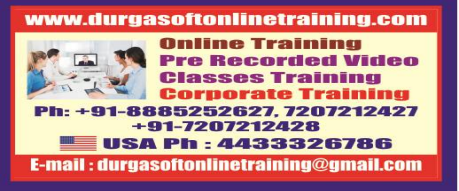 www.durgasoftonlinetraining.com
Online Training
Pre Recorded Video
Classes Training
Corporate Training
Ph: +91-8885252627, 7207212427
+91-7207212428
USA Ph : 4433326786
E-mail : durgasoftonlinetraining@gmail.com